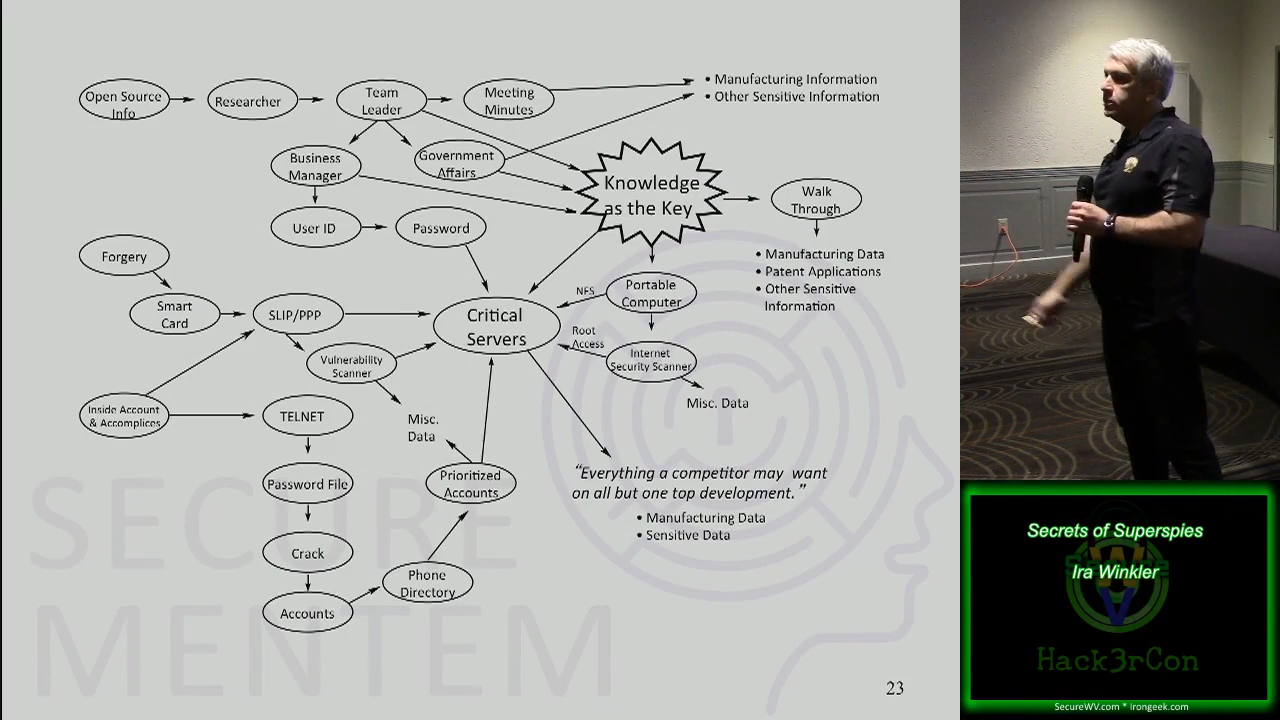 Open Source
Info
Researcher
Team
Leader
Meeting
Minutes
• Manufacturing Information
• Other Sensitive Information
Business
Manager
Government
Affairs
Knowledge
as the Key
Walk
Through
User ID
Password
• Manufacturing Data
• Patent Applications
• Other Sensitive
Information
Forgery
Smart
Card
SLIP/PPP
Critical
Servers
NFS
Portable
Computer
Root
Access
Vulnerability
Scanner
Internet
Security Scanner
Misc. Data
Inside Account
& Accomplices
TELNET
Misc.
Data
Password File
Prioritized
Accounts
“Everything a competitor may want
on all but one top development.”
• Manufacturing Data
• Sensitive Data
Crack
Phone
Directory
Accounts
SECURE
MENTEM
23
Secrets of Superspies
Ira Winkler
W
V
Hack3rCon
SecureWV.com * Irongeek.com